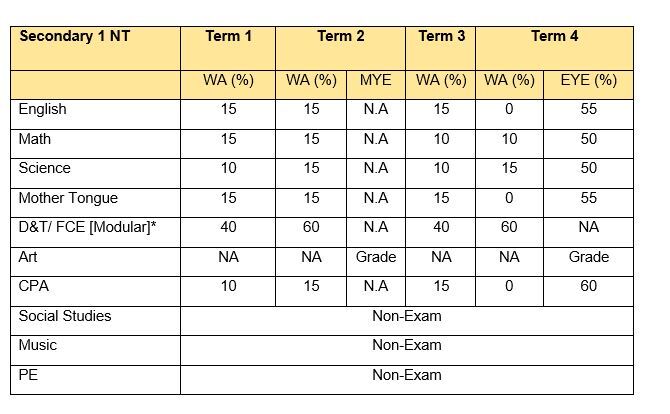 Secondary 1 NT Term 1 Term 2 Term 3 Term 4
WA (%) WA (%) MYE WA (%) WA (%) EYE (%)
English 15 15 N.A 15 0 55
Math 15 15 N.A 10 10 50
Science 10 15 N.A 10 15 50
Mother Tongue 15 15 N.A 15 0 55
D&T/ FCE [Modular]* 40 60 N.A 40 60 NA
Art NA NA Grade NA NA Grade
CPA 10 15 N.A 15 0 60
Social Studies Non-Exam
Music Non-Exam
PE Non-Exam